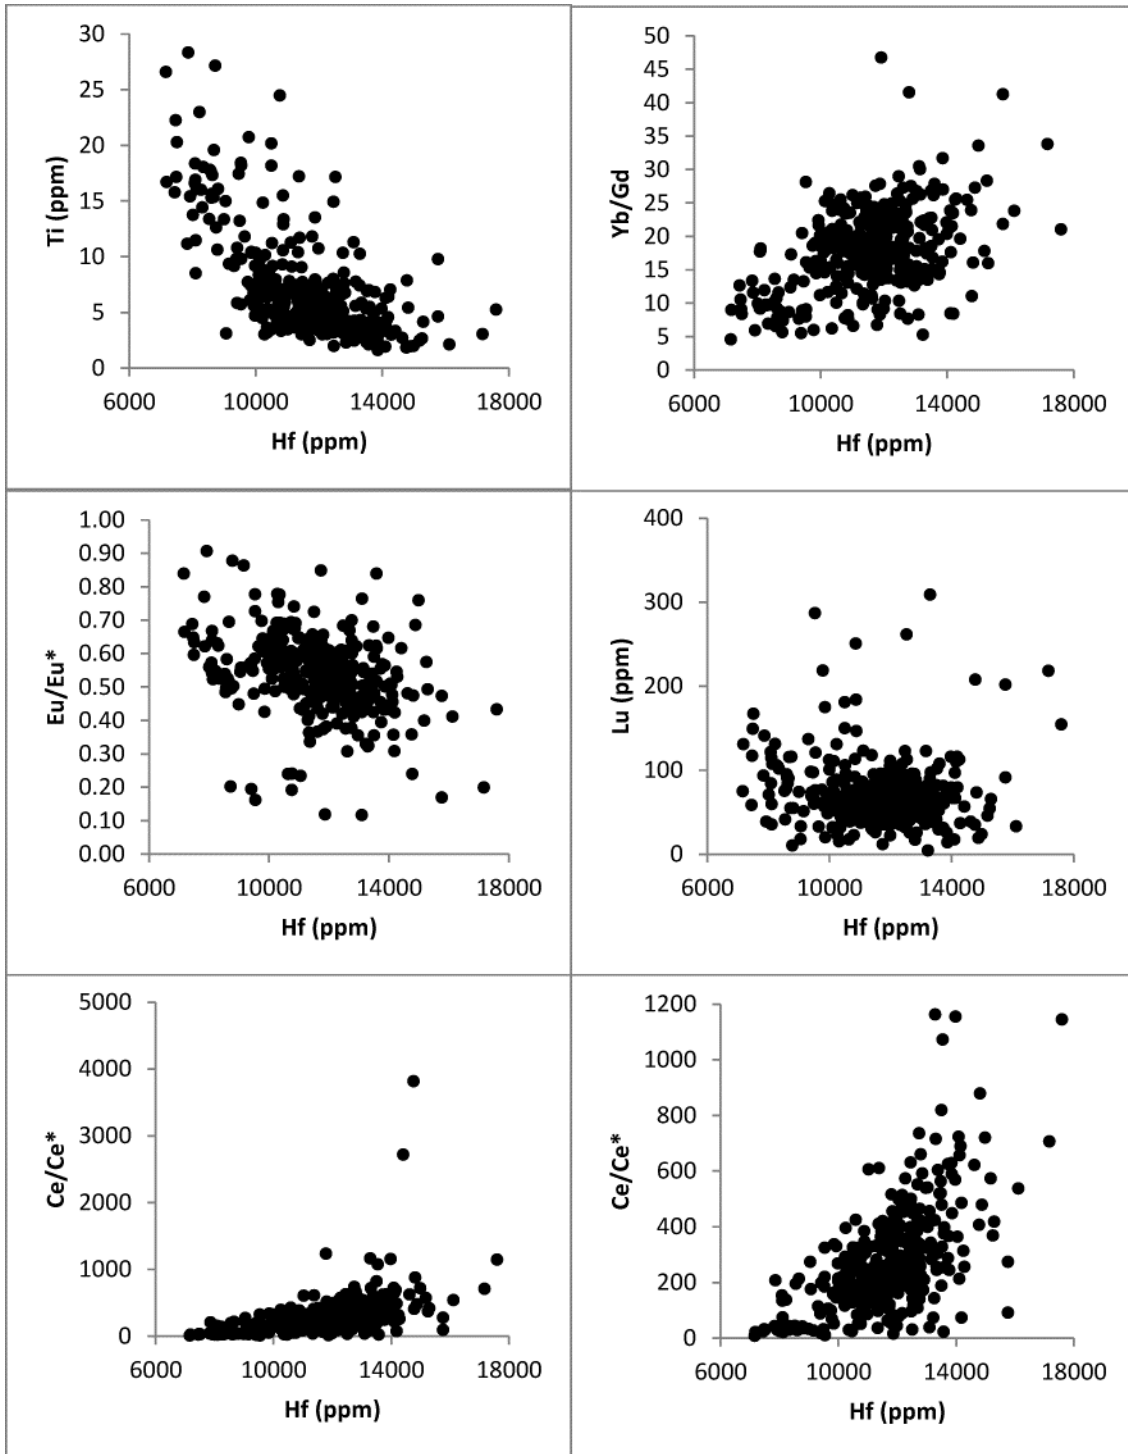 30
25
20
15
10
5
0
Ti (ppm)
6000 10000 14000 18000
Hf (ppm)
50
45
40
35
30
25
20
15
10
5
0
Yb/Gd
6000 10000 14000 18000
Hf (ppm)
1.00
0.90
0.80
0.70
0.60
0.50
0.40
0.30
0.20
0.10
0.00
Eu/Eu*
6000 10000 14000 18000
Hf (ppm)
400
300
200
100
0
Lu (ppm)
6000 10000 14000 18000
Hf (ppm)
5000
4000
3000
2000
1000
0
Ce/Ce*
6000 10000 14000 18000
Hf (ppm)
1200
1000
800
600
400
200
0
Ce/Ce*
6000 10000 14000 18000
Hf (ppm)